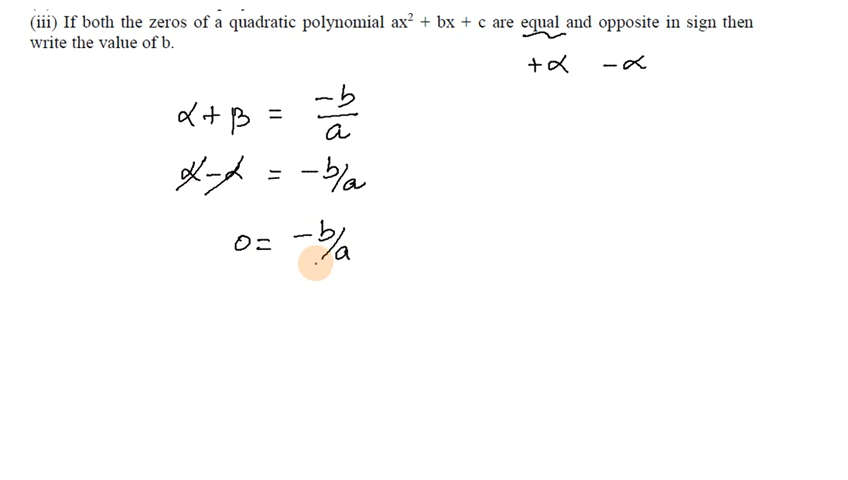 (iii) If both the zeros of a quadratic polynomial ax² + bx + c are equal and opposite in sign then
write the value of b.
+α -α
α + β = -b/a
α - α = -b/a
0 = -b/a